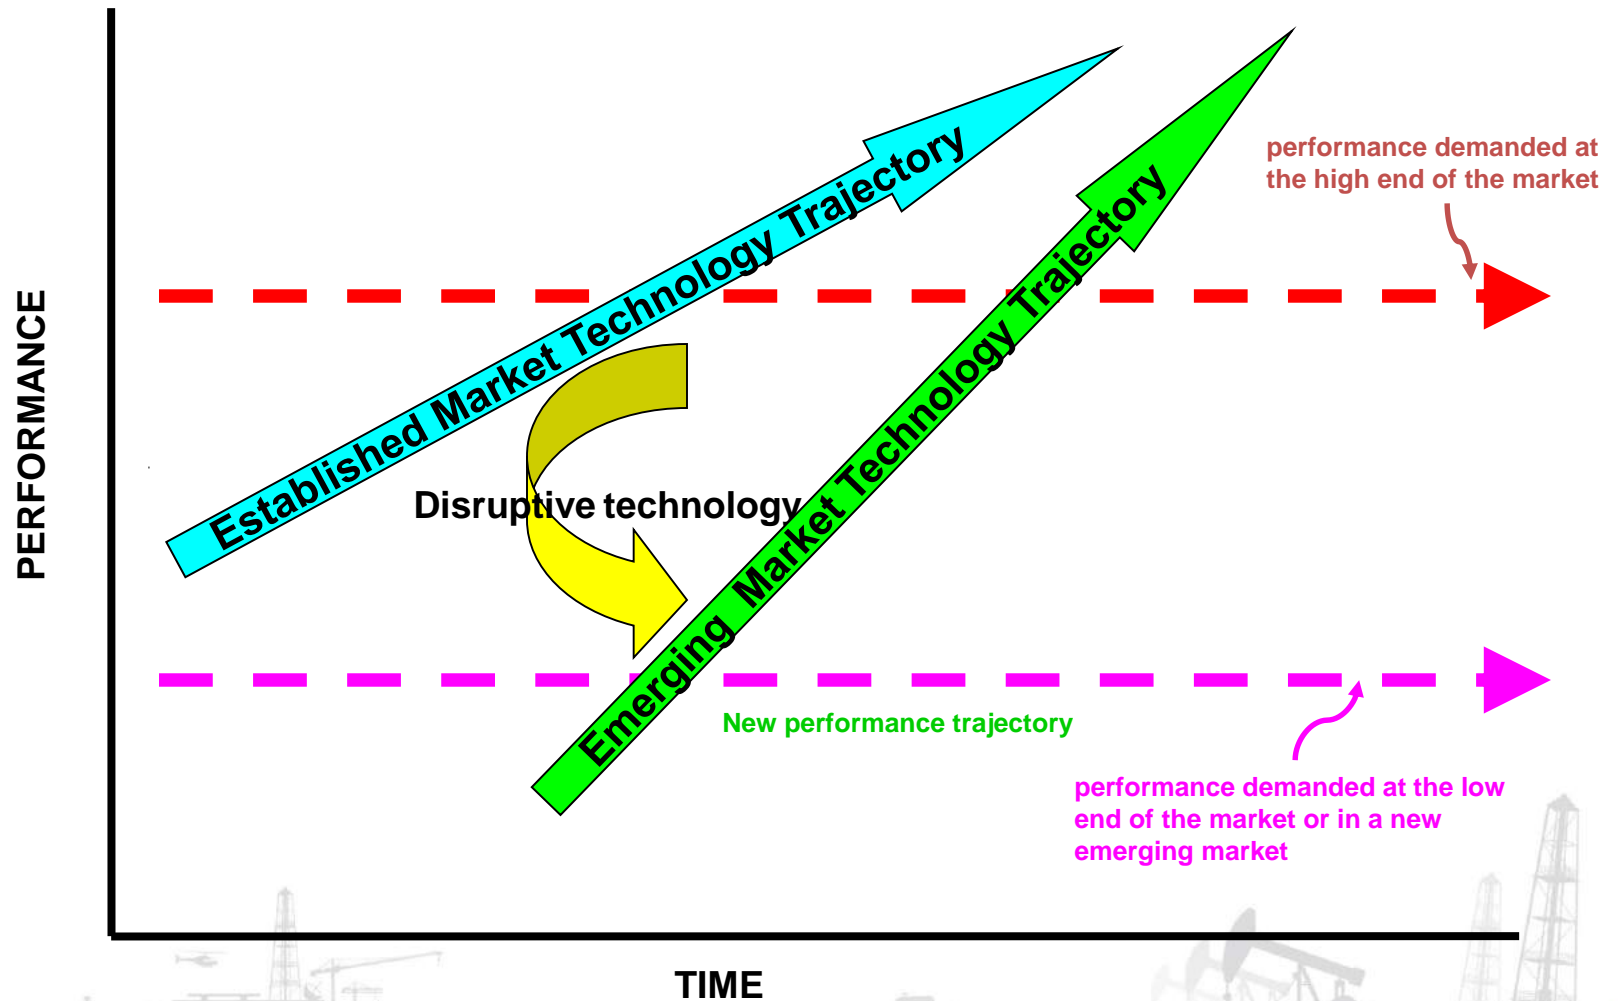 performance demanded at
the high end of the market
Established Market Technology Trajectory
Emerging Market Technology Trajectory
PERFORMANCE
Disruptive technology
New performance trajectory
performance demanded at the low
end of the market or in a new
emerging market
TIME